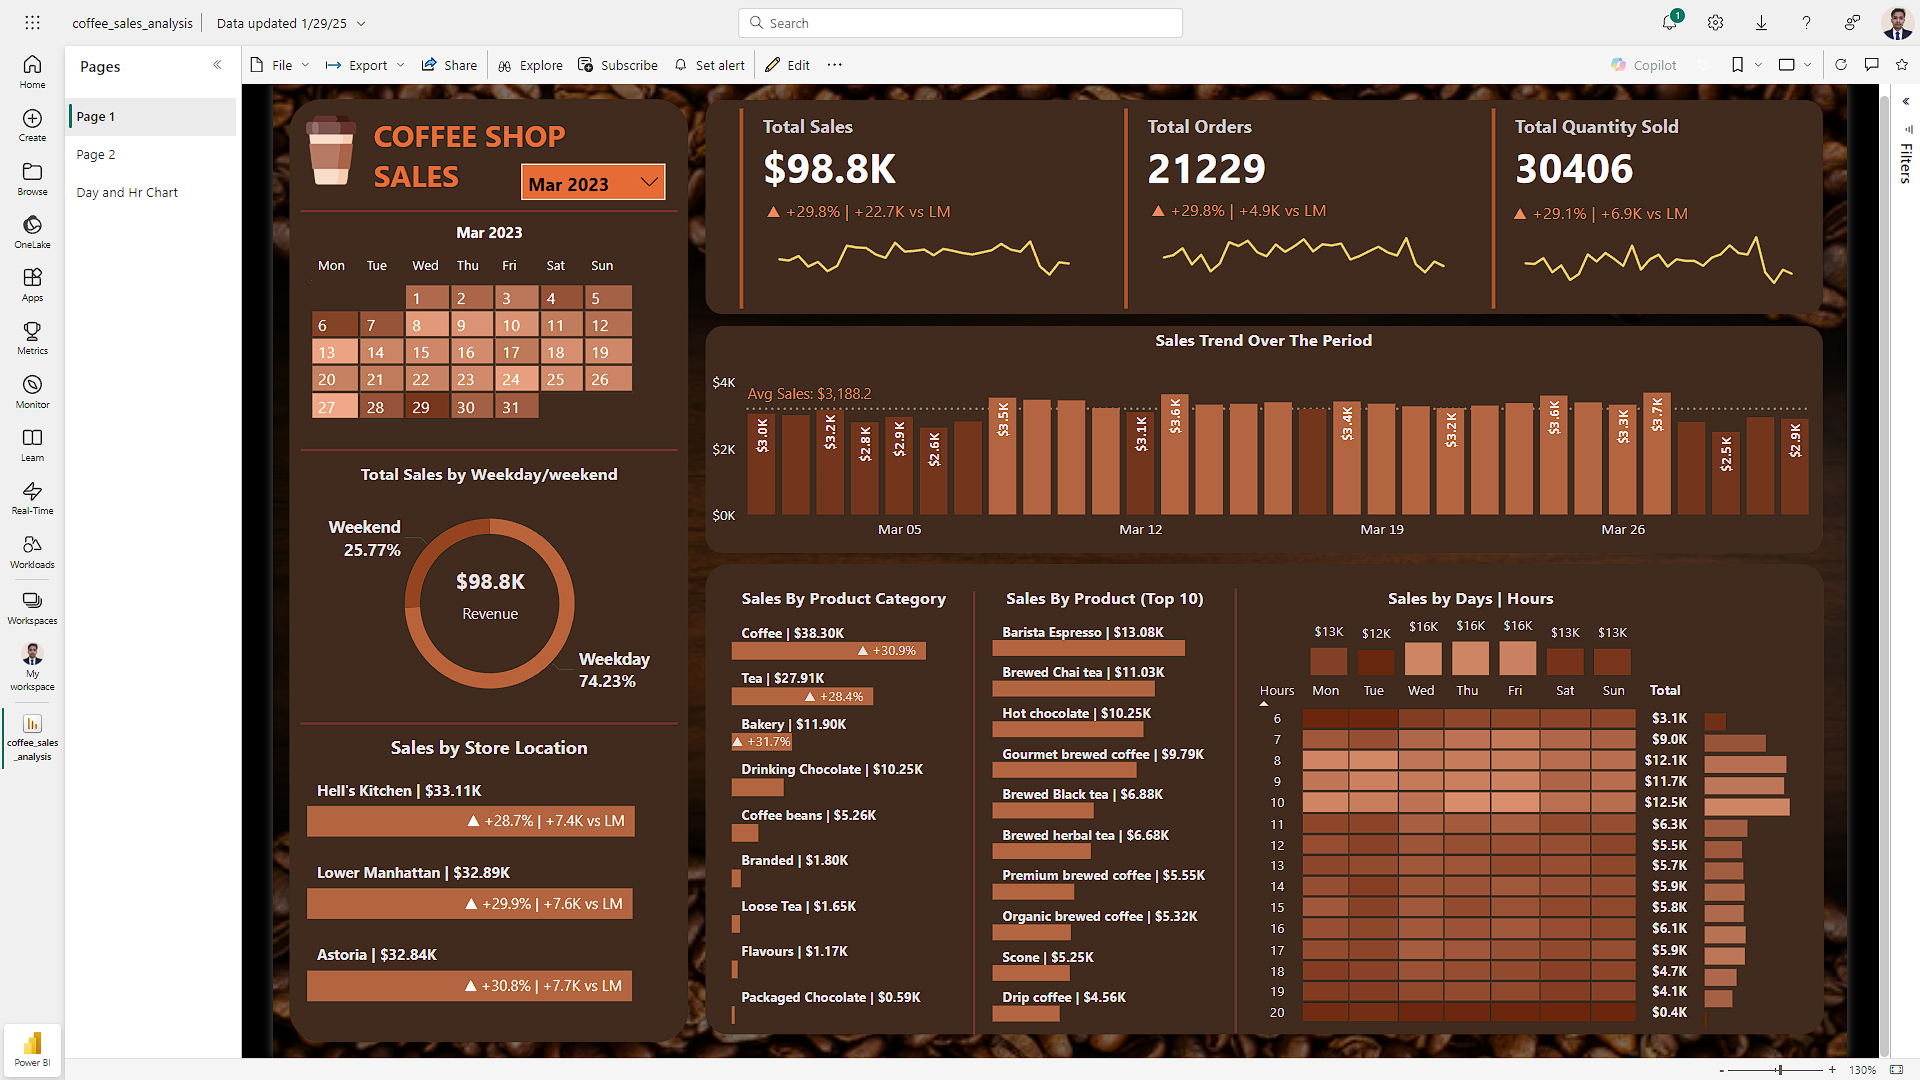 coffee_sales_analysis
Data updated 1/29/25
Search
1
Home
Create
Browse
OneLake
Apps
Metrics
Monitor
Learn
Real-Time
Workloads
Workspaces
My
workspace
coffee_sales
_analysis
Power BI
Pages
Page 1
Page 2
Day and Hr Chart
File
Export
Share
Explore
Subscribe
Set alert
Edit
Copilot
Filters
COFFEE SHOP
SALES
Mar 2023
Mar 2023
Mon Tue Wed Thu Fri Sat Sun
1 2 3 4 5
6 7 8 9 10 11 12
13 14 15 16 17 18 19
20 21 22 23 24 25 26
27 28 29 30 31
Total Sales by Weekday/weekend
Weekend
25.77%
$98.8K
Revenue
Weekday
74.23%
Sales by Store Location
Hell's Kitchen | $33.11K
▲ +28.7% | +7.4K vs LM
Lower Manhattan | $32.89K
▲ +29.9% | +7.6K vs LM
Astoria | $32.84K
▲ +30.8% | +7.7K vs LM
Total Sales
$98.8K
▲ +29.8% | +22.7K vs LM
Total Orders
21229
▲ +29.8% | +4.9K vs LM
Total Quantity Sold
30406
▲ +29.1% | +6.9K vs LM
Sales Trend Over The Period
$4K
$2K
$0K
Avg Sales: $3,188.2
$3.0K $3.2K $2.8K $2.9K $2.6K $3.5K $3.1K $3.6K $3.4K $3.2K $3.6K $3.3K $3.7K $2.5K $2.9K
Mar 05 Mar 12 Mar 19 Mar 26
Sales By Product Category
Coffee | $38.30K
▲ +30.9%
Tea | $27.91K
▲ +28.4%
Bakery | $11.90K
▲ +31.7%
Drinking Chocolate | $10.25K
Coffee beans | $5.26K
Branded | $1.80K
Loose Tea | $1.65K
Flavours | $1.17K
Packaged Chocolate | $0.59K
Sales By Product (Top 10)
Barista Espresso | $13.08K
Brewed Chai tea | $11.03K
Hot chocolate | $10.25K
Gourmet brewed coffee | $9.79K
Brewed Black tea | $6.88K
Brewed herbal tea | $6.68K
Premium brewed coffee | $5.55K
Organic brewed coffee | $5.32K
Scone | $5.25K
Drip coffee | $4.56K
Sales by Days | Hours
$13K $12K $16K $16K $16K $13K $13K
Hours Mon Tue Wed Thu Fri Sat Sun Total
6 $3.1K
7 $9.0K
8 $12.1K
9 $11.7K
10 $12.5K
11 $6.3K
12 $5.5K
13 $5.7K
14 $5.9K
15 $5.8K
16 $6.1K
17 $5.9K
18 $4.7K
19 $4.1K
20 $0.4K
- + 130%